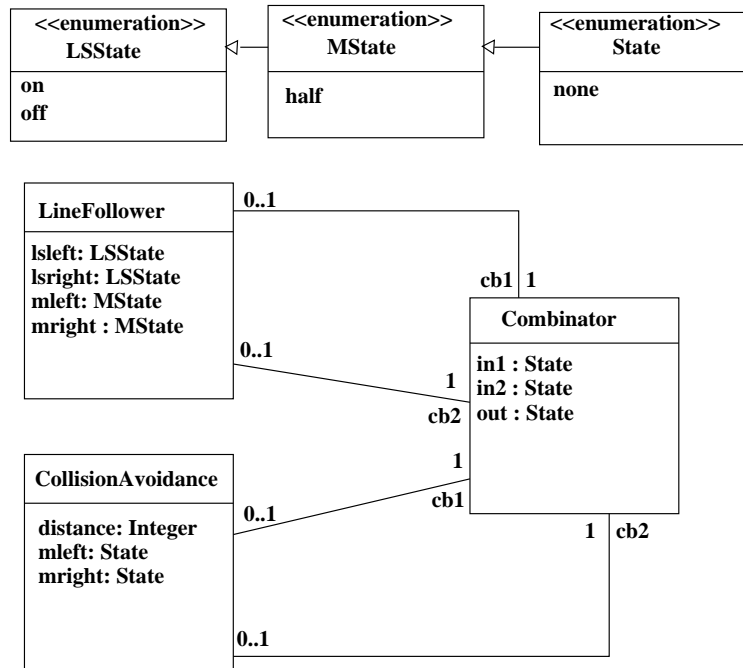 <<enumeration>>
LSState
on
off
<<enumeration>>
MState
half
<<enumeration>>
State
none
LineFollower
lsleft: LSState
lsright: LSState
mleft: MState
mright : MState
0..1
cb1 1
0..1
1
cb2
Combinator
in1 : State
in2 : State
out : State
CollisionAvoidance
distance: Integer
mleft: State
mright: State
1
cb1
0..1
1 cb2
0..1